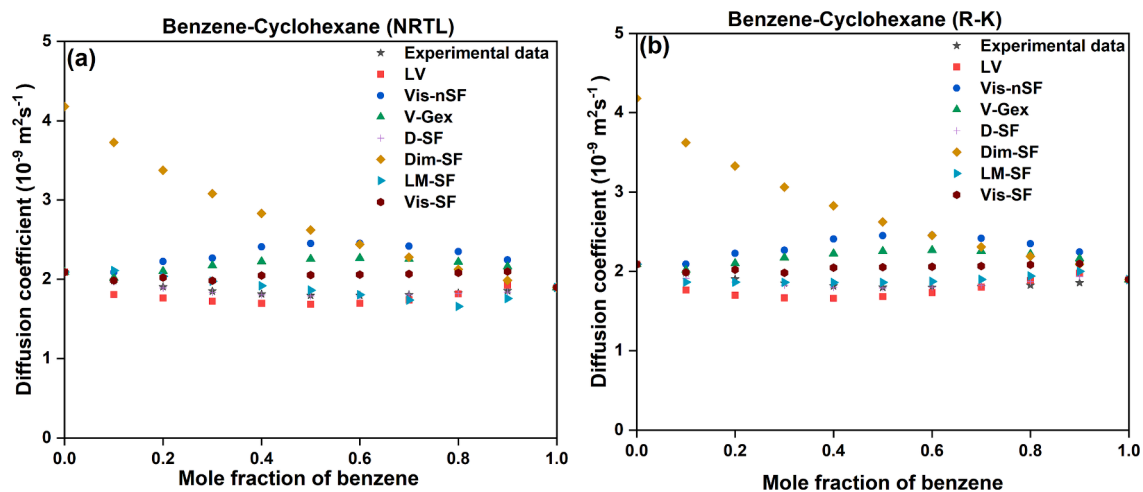 Benzene-Cyclohexane (NRTL)
(a)
Experimental data
LV
Vis-nSF
V-Gex
D-SF
Dim-SF
LM-SF
Vis-SF
Diffusion coefficient (10⁻⁹ m²s⁻¹)
5
4
3
2
1
0
0.0 0.2 0.4 0.6 0.8 1.0
Mole fraction of benzene
Benzene-Cyclohexane (R-K)
(b)
Experimental data
LV
Vis-nSF
V-Gex
D-SF
Dim-SF
LM-SF
Vis-SF
Diffusion coefficient (10⁻⁹ m²s⁻¹)
5
4
3
2
1
0
0.0 0.2 0.4 0.6 0.8 1.0
Mole fraction of benzene